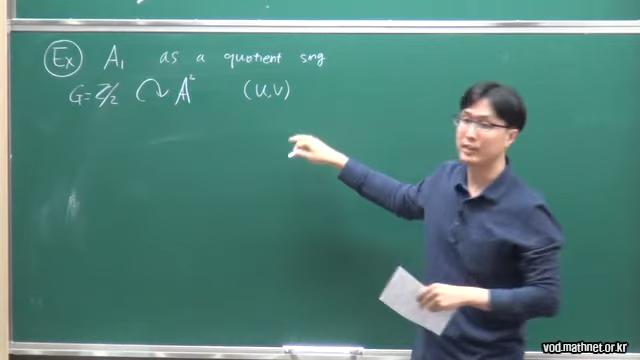 Ex A₁ as a quotient sing
G=Z/2 ↷ A² (u,v)
vod.mathnet.or.kr